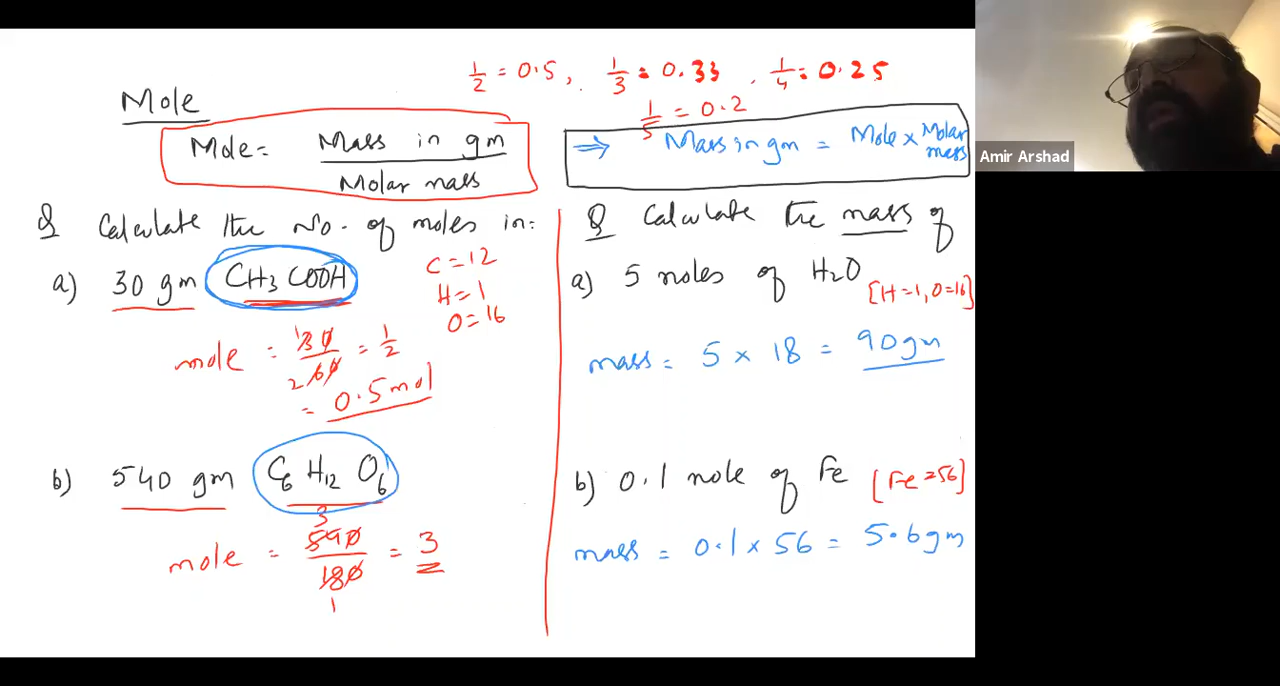 1/2 = 0.5, 1/3 = 0.33, 1/4 = 0.25
1/5 = 0.2
Mole
Mole = Mass in gm / Molar mass
⇒ Mass in gm = Mole × Molar mass
Q Calculate the No. of moles in:
a) 30 gm CH3COOH
C = 12
H = 1
O = 16
mole = 30/60 = 1/2
1
2
= 0.5 mol
b) 540 gm C6H12O6
3
mole = 540/180 = 3
1
Q Calculate the mass of
a) 5 moles of H2O [H = 1, O = 16]
mass = 5 × 18 = 90 gm
b) 0.1 mole of Fe [Fe = 56]
mass = 0.1 × 56 = 5.6 gm
Amir Arshad